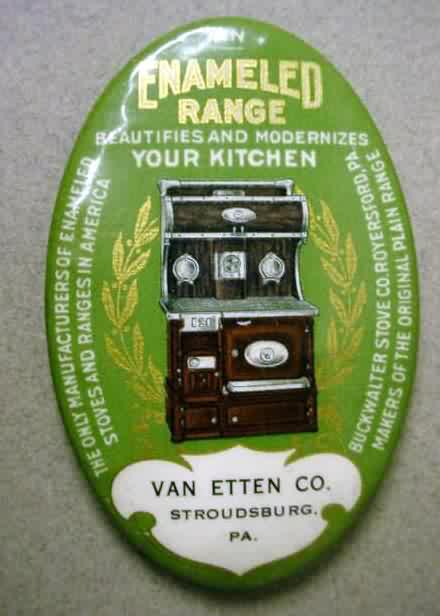 AN
ENAMELED
RANGE
BEAUTIFIES AND MODERNIZES
YOUR KITCHEN
THE ONLY MANUFACTURERS OF ENAMELED
STOVES AND RANGES IN AMERICA
BUCKWALTER STOVE CO. ROYERSFORD, PA.
MAKERS OF THE ORIGINAL PLAIN RANGE
VAN ETTEN CO.
STROUDSBURG.
PA.